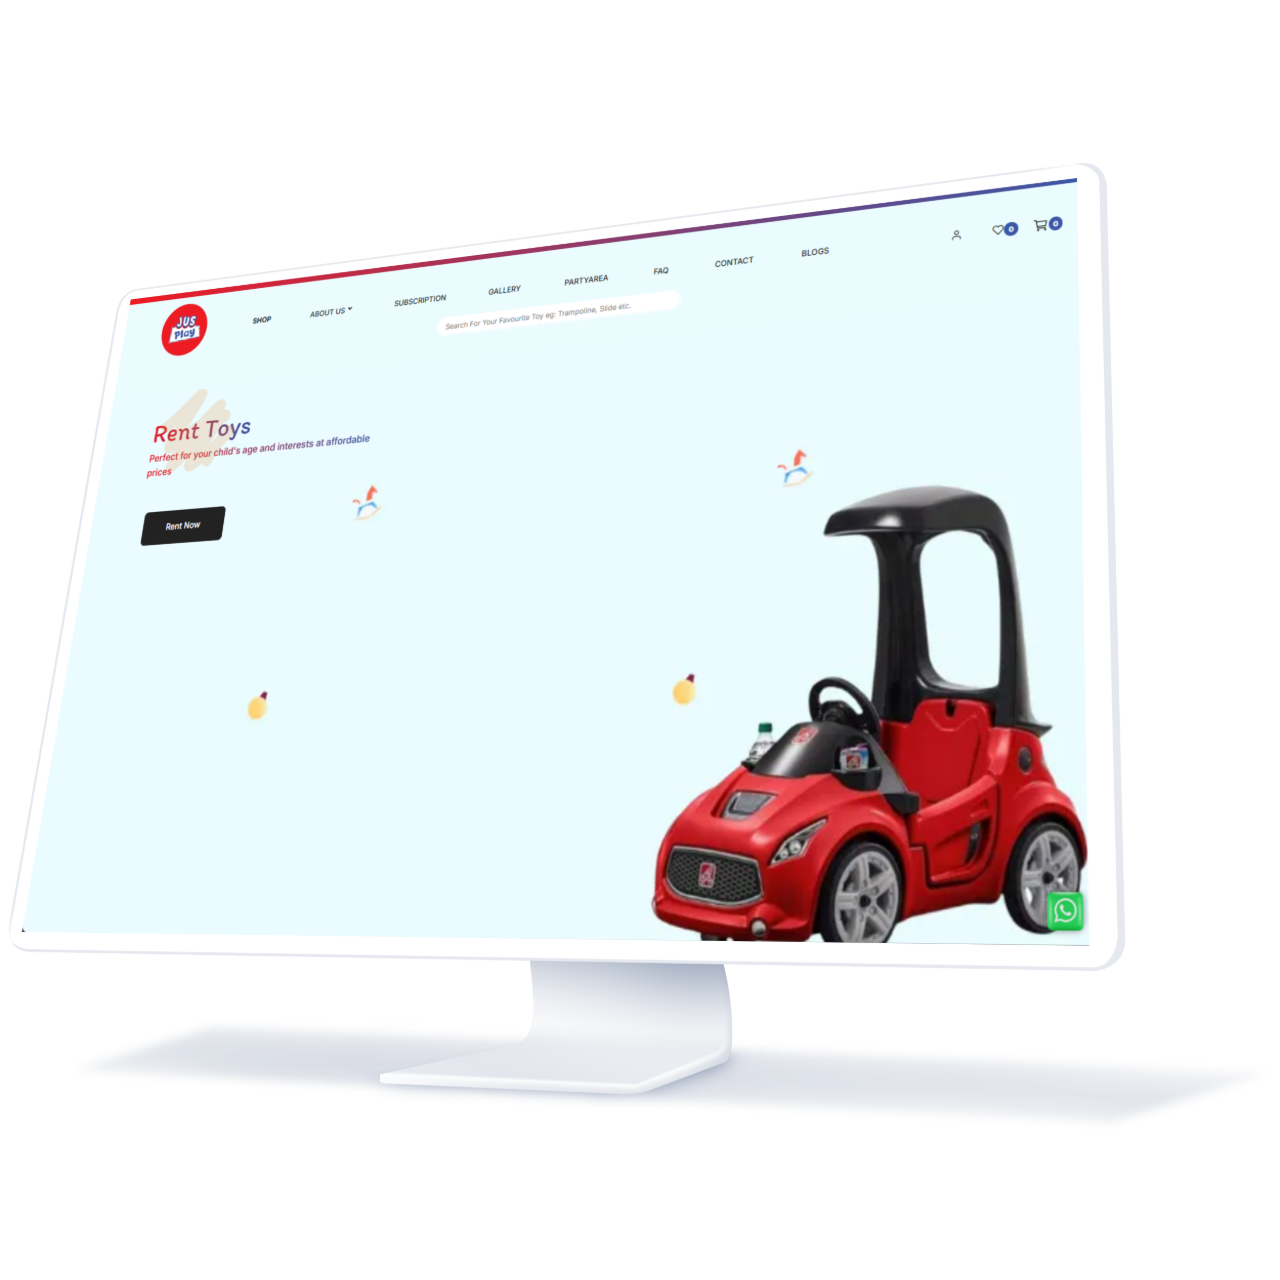 JUS
Play
SHOP
ABOUT US
SUBSCRIPTION
GALLERY
PARTYAREA
FAQ
CONTACT
BLOGS
0
0
Search For Your Favourite Toy eg: Trampoline, Slide etc.
Rent Toys
Perfect for your child's age and interests at affordable
prices
Rent Now